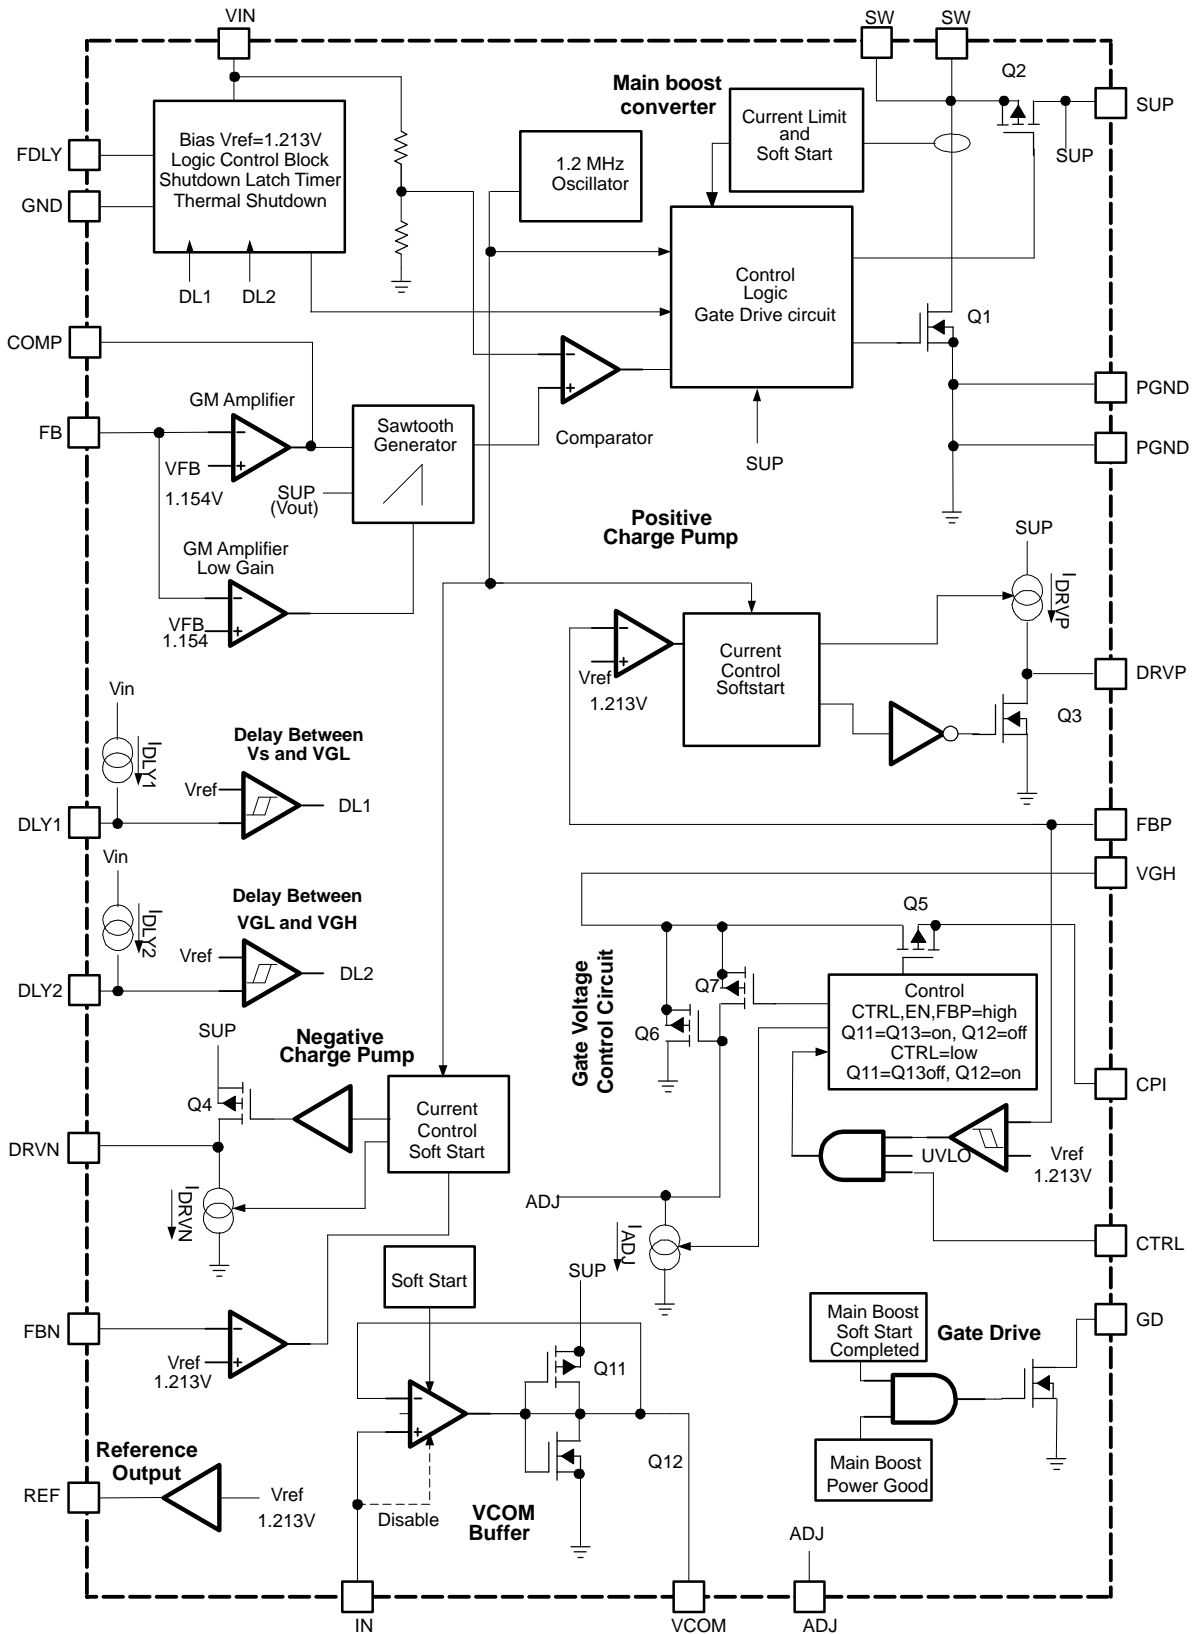 VIN
SW
SW
Q2
SUP
SUP
Main boost
converter
Current Limit
and
Soft Start
Bias Vref=1.213V
Logic Control Block
Shutdown Latch Timer
Thermal Shutdown
FDLY
GND
DL1
DL2
1.2 MHz
Oscillator
Control
Logic
Gate Drive circuit
Q1
COMP
PGND
PGND
GM Amplifier
FB
VFB
1.154V
Sawtooth
Generator
SUP
(Vout)
Comparator
SUP
GM Amplifier
Low Gain
VFB
1.154
Positive
Charge Pump
SUP
IDRVP
Vref
1.213V
Current
Control
Softstart
DRVP
Q3
Vin
IDLY1
Delay Between
Vs and VGL
Vref
DL1
DLY1
FBP
Vin
VGH
IDLY2
Delay Between
VGL and VGH
Vref
DL2
DLY2
Q5
Q7
Q6
Gate Voltage
Control Circuit
Control
CTRL,EN,FBP=high
Q11=Q13=on, Q12=off
CTRL=low
Q11=Q13off, Q12=on
CPI
SUP
Negative
Charge Pump
Q4
Current
Control
Soft Start
DRVN
IDRVN
UVLO
Vref
1.213V
ADJ
IADJ
CTRL
Soft Start
SUP
FBN
Vref
1.213V
Q11
Main Boost
Soft Start
Completed
Gate Drive
GD
Q12
Main Boost
Power Good
Reference
Output
REF
Vref
1.213V
Disable
VCOM
Buffer
ADJ
IN
VCOM
ADJ